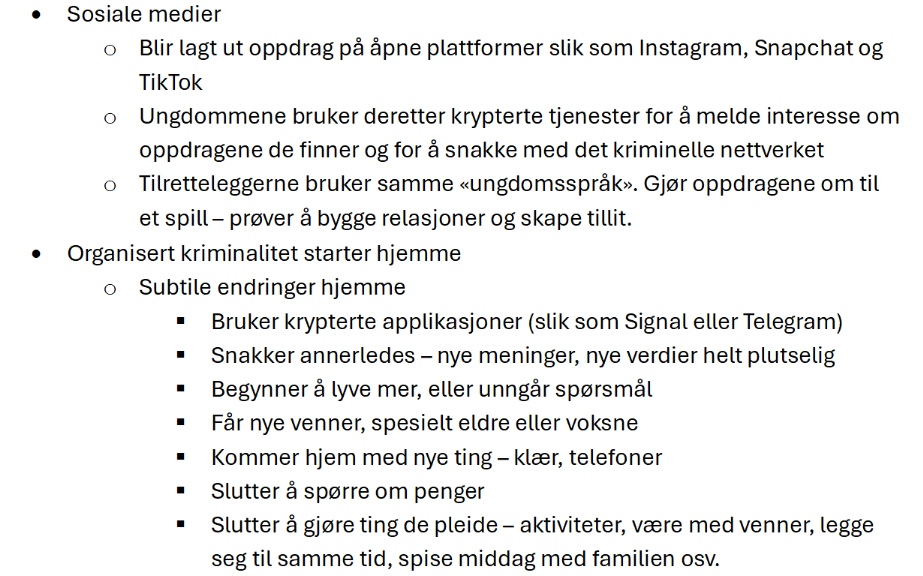 • Sosiale medier
o Blir lagt ut oppdrag på åpne plattformer slik som Instagram, Snapchat og
TikTok
o Ungdommene bruker deretter krypterte tjenester for å melde interesse om
oppdragene de finner og for å snakke med det kriminelle nettverket
o Tilretteleggerne bruker samme «ungdomsspråk». Gjør oppdragene om til
et spill – prøver å bygge relasjoner og skape tillit.
• Organisert kriminalitet starter hjemme
o Subtile endringer hjemme
▪ Bruker krypterte applikasjoner (slik som Signal eller Telegram)
▪ Snakker annerledes – nye meninger, nye verdier helt plutselig
▪ Begynner å lyve mer, eller unngår spørsmål
▪ Får nye venner, spesielt eldre eller voksne
▪ Kommer hjem med nye ting – klær, telefoner
▪ Slutter å spørre om penger
▪ Slutter å gjøre ting de pleide – aktiviteter, være med venner, legge
seg til samme tid, spise middag med familien osv.